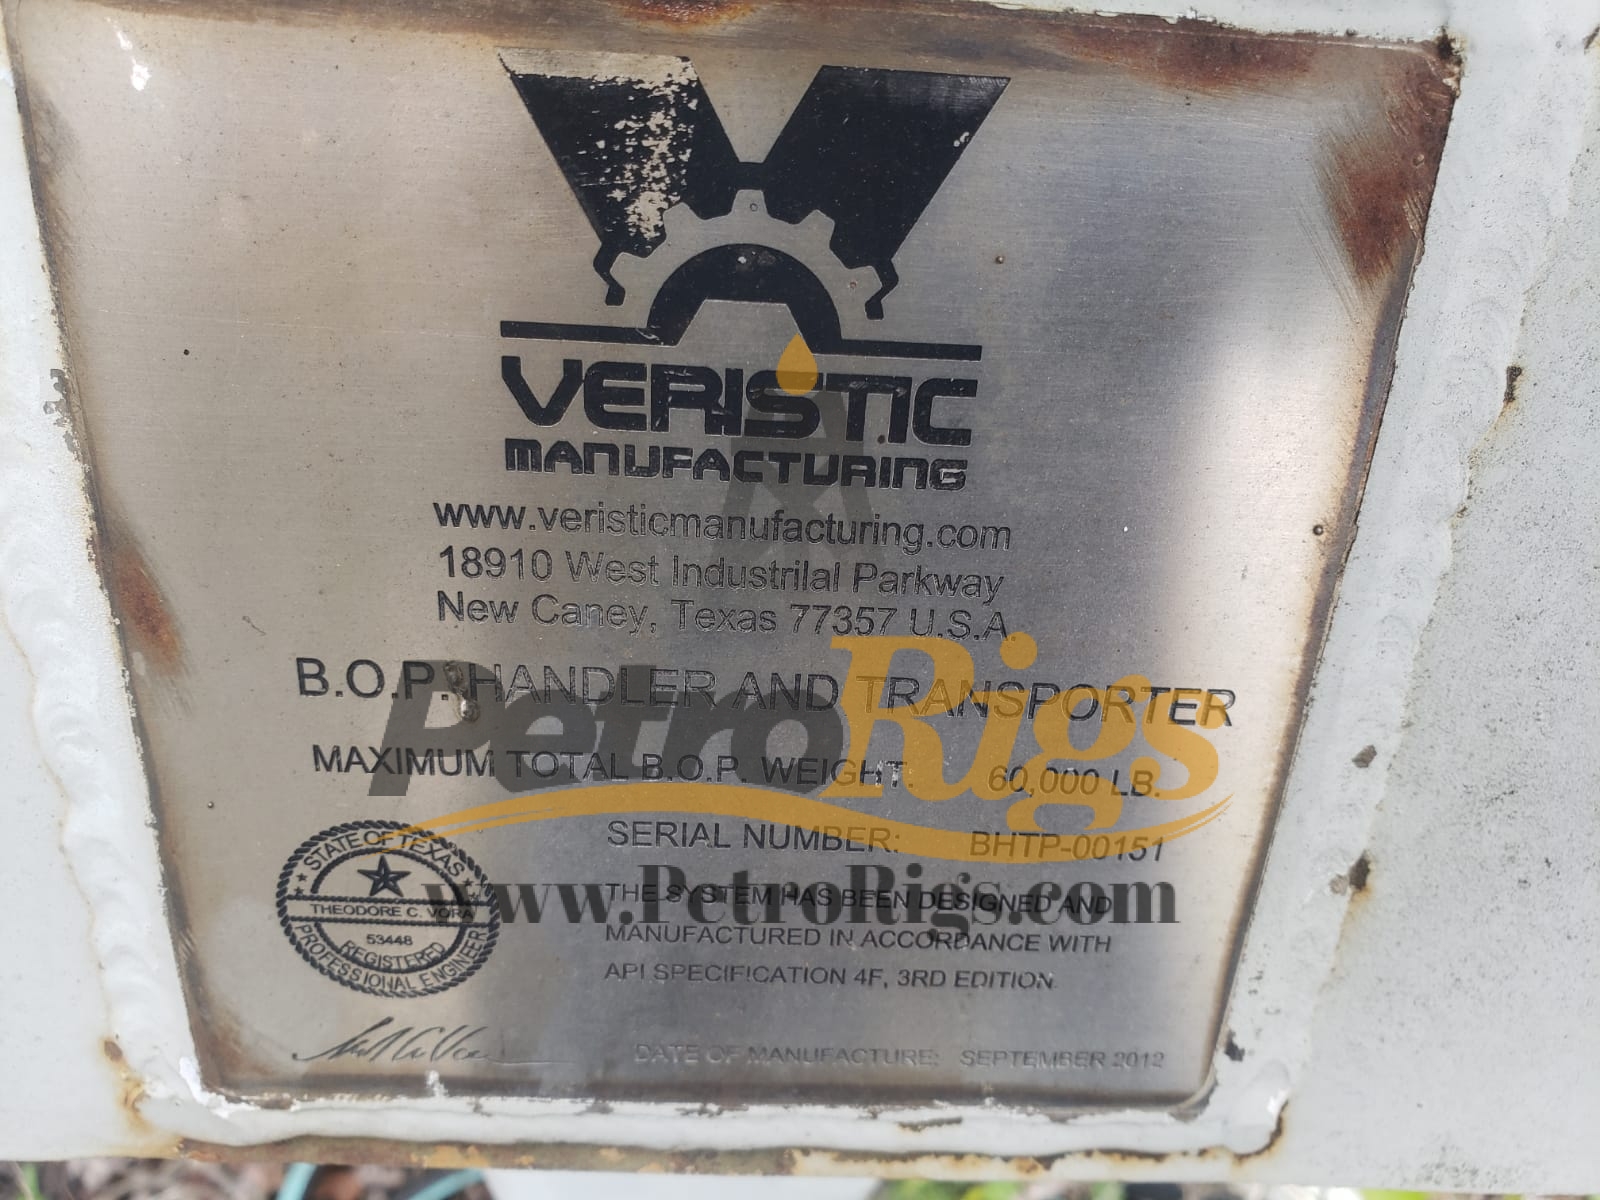 VERISTIC
MANUFACTURING
www.veristicmanufacturing.com
18910 West Industrilal Parkway
New Caney, Texas 77357 U.S.A.
B.O.P. HANDLER AND TRANSPORTER
PetroRigs
MAXIMUM TOTAL B.O.P. WEIGHT: 60,000 LB.
SERIAL NUMBER: BHTP-00151
www.PetroRigs.com
THE SYSTEM HAS BEEN DESIGNED AND
MANUFACTURED IN ACCORDANCE WITH
API SPECIFICATION 4F, 3RD EDITION
STATE OF TEXAS
THEODORE C. VORA
53448
REGISTERED
PROFESSIONAL ENGINEER
DATE OF MANUFACTURE: SEPTEMBER 2012